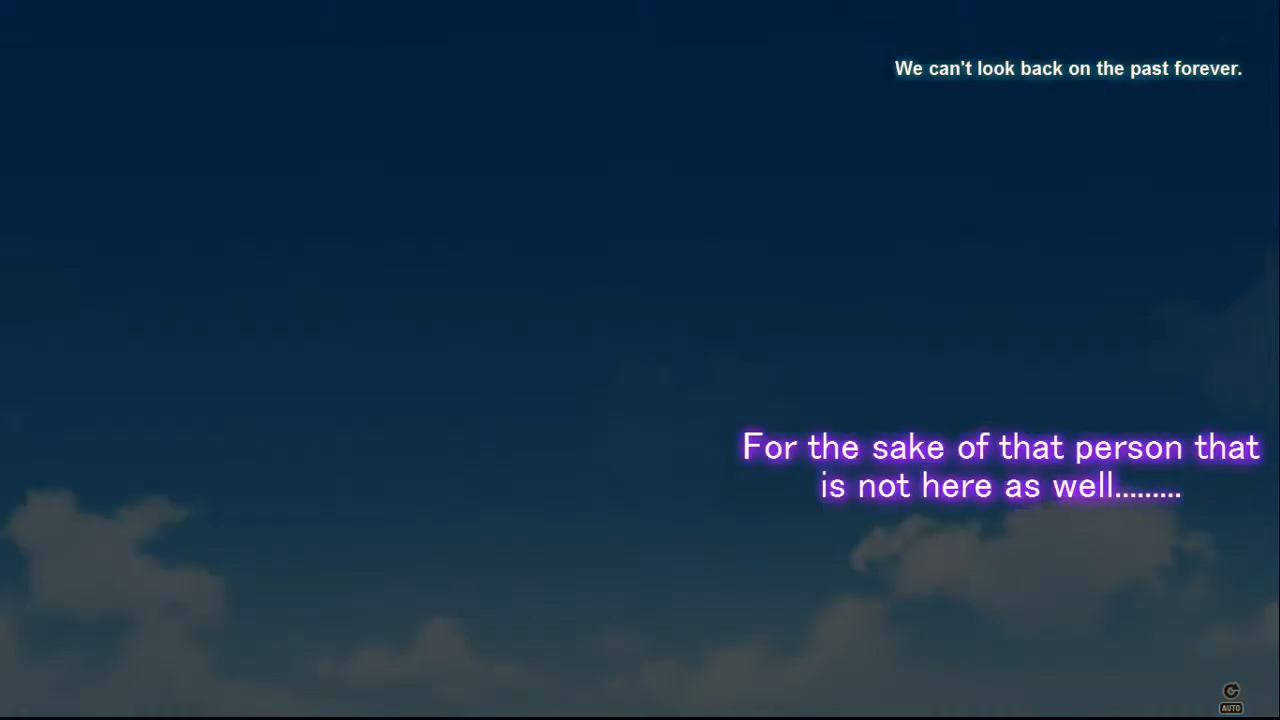 We can't look back on the past forever.
For the sake of that person that
is not here as well.........
AUTO